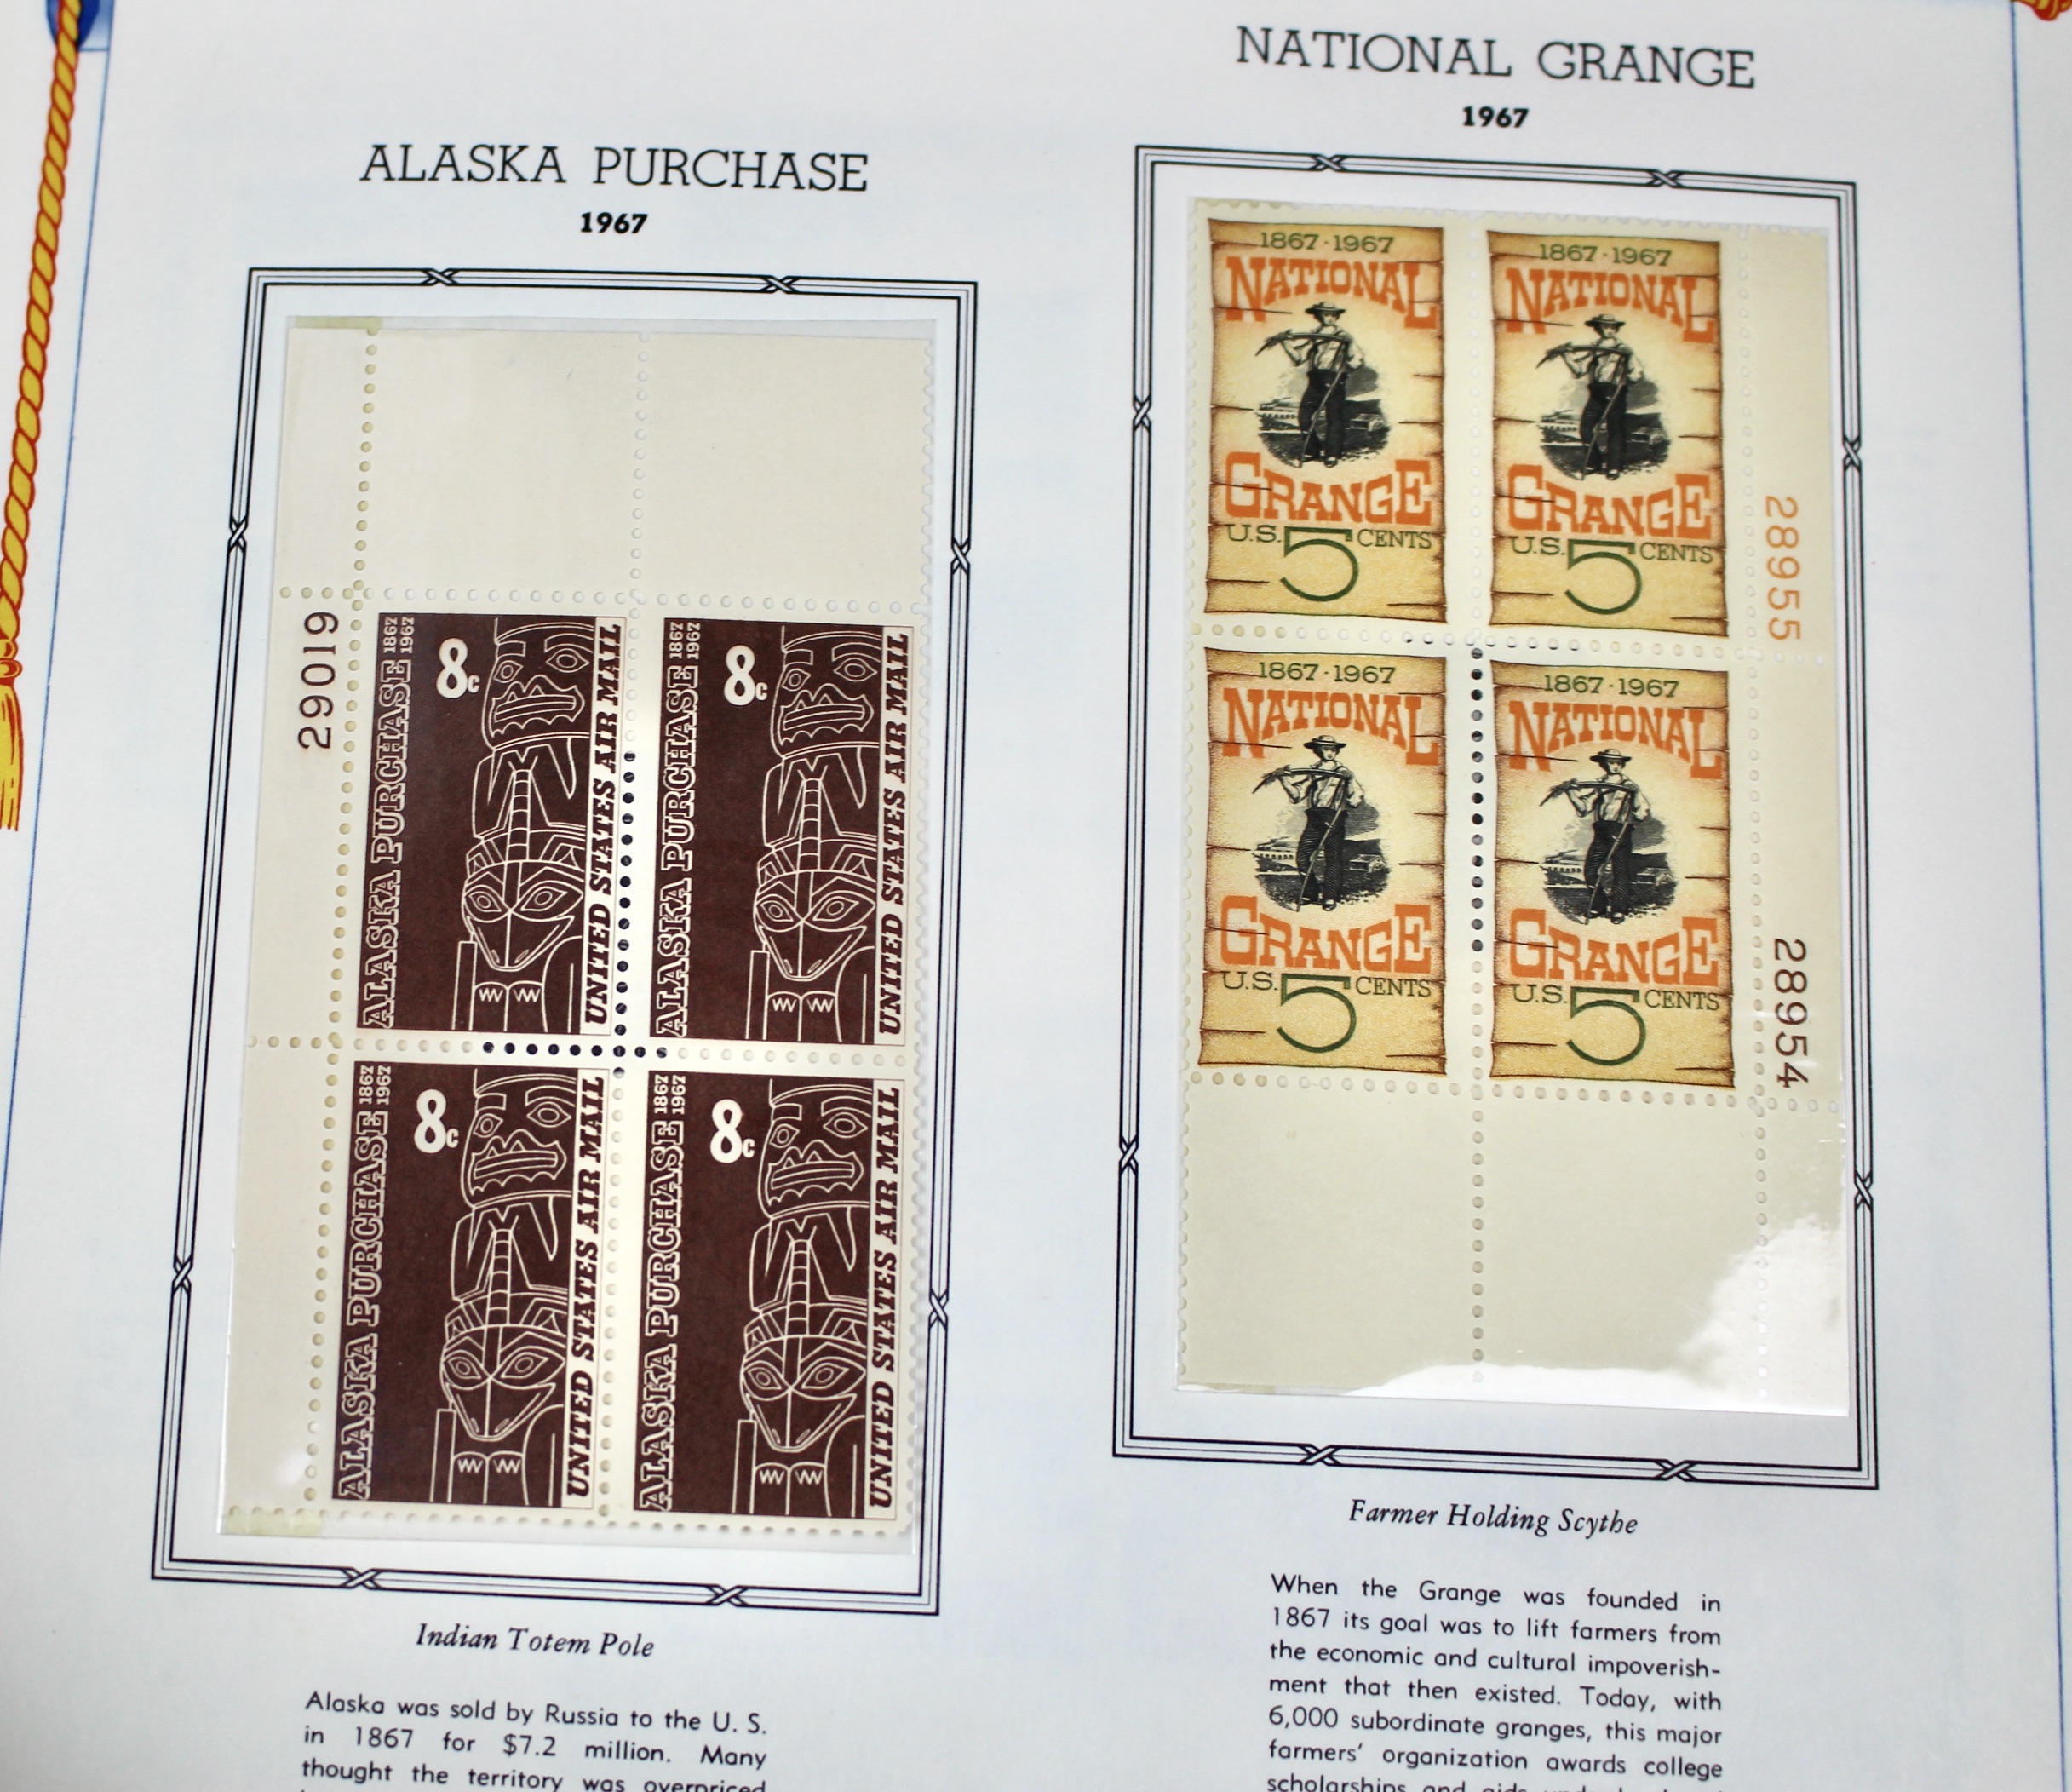 ALASKA PURCHASE
1967
29019
ALASKA PURCHASE 1867 1967
8c
UNITED STATES AIR MAIL
ALASKA PURCHASE 1867 1967
8c
UNITED STATES AIR MAIL
ALASKA PURCHASE 1867 1967
8c
UNITED STATES AIR MAIL
ALASKA PURCHASE 1867 1967
8c
UNITED STATES AIR MAIL
Indian Totem Pole
Alaska was sold by Russia to the U. S.
in 1867 for $7.2 million. Many
thought the territory was overpriced
NATIONAL GRANGE
1967
1867 · 1967
NATIONAL
GRANGE
U.S. 5 CENTS
1867 · 1967
NATIONAL
GRANGE
U.S. 5 CENTS
28955
1867 · 1967
NATIONAL
GRANGE
U.S. 5 CENTS
1867 · 1967
NATIONAL
GRANGE
U.S. 5 CENTS
28954
Farmer Holding Scythe
When the Grange was founded in
1867 its goal was to lift farmers from
the economic and cultural impoverish-
ment that then existed. Today, with
6,000 subordinate granges, this major
farmers' organization awards college
scholarships and aids